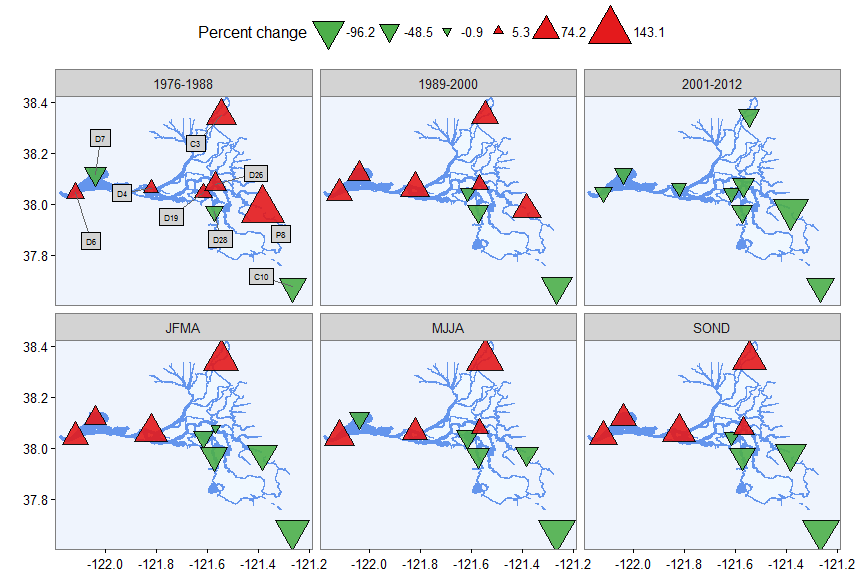 Percent change -96.2 -48.5 -0.9 5.3 74.2 143.1
1976-1988 1989-2000 2001-2012
38.4
38.2
38.0
37.8
D7
C3
D4
D26
D19
D6
D28
P8
C10
JFMA MJJA SOND
38.4
38.2
38.0
37.8
-122.0 -121.8 -121.6 -121.4 -121.2 -122.0 -121.8 -121.6 -121.4 -121.2 -122.0 -121.8 -121.6 -121.4 -121.2